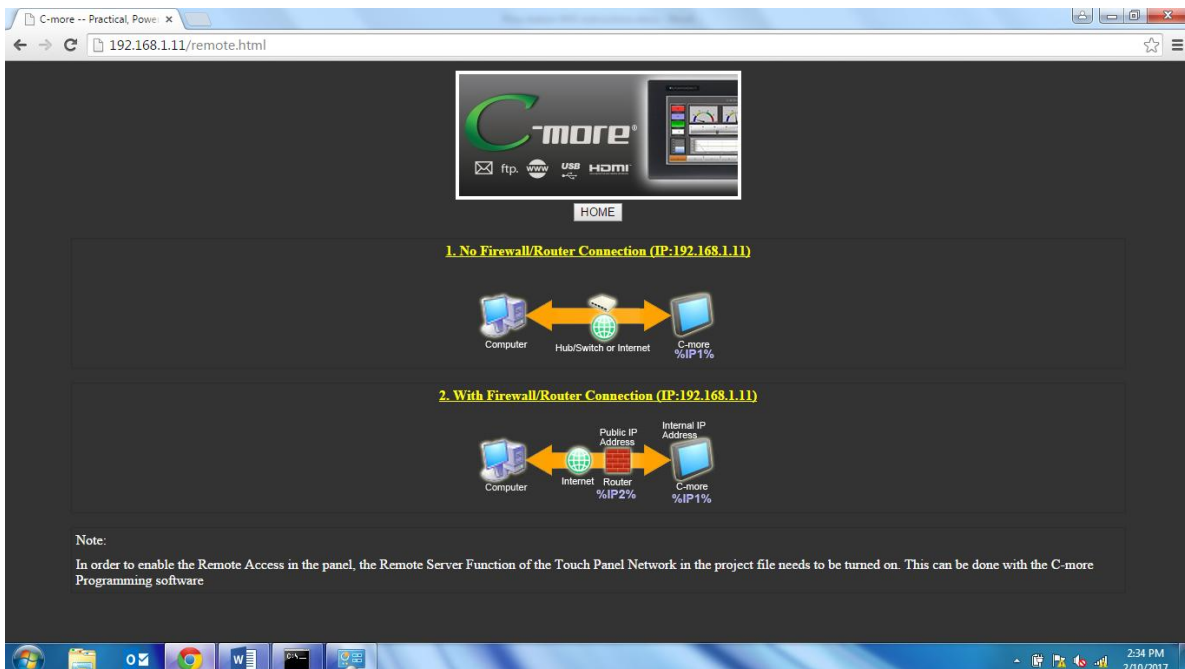 C-more -- Practical, Powe
192.168.1.11/remote.html
C-more®
ftp. www USB HDMI
HOME
1. No Firewall/Router Connection (IP:192.168.1.11)
Computer
Hub/Switch or Internet
C-more
%IP1%
2. With Firewall/Router Connection (IP:192.168.1.11)
Public IP
Address
Internal IP
Address
Computer
Internet
Router
%IP2%
C-more
%IP1%
Note:
In order to enable the Remote Access in the panel, the Remote Server Function of the Touch Panel Network in the project file needs to be turned on. This can be done with the C-more
Programming software
2:34 PM
2/10/2017